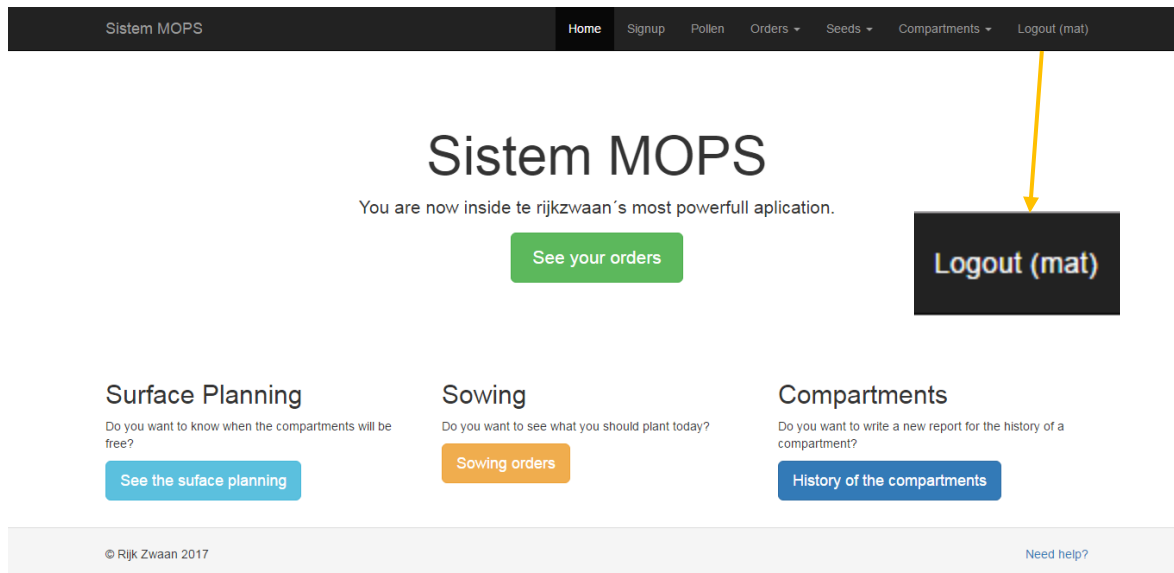 Sistem MOPS
Home Signup Pollen Orders Seeds Compartments Logout (mat)
Sistem MOPS
You are now inside te rijkzwaan´s most powerfull aplication.
See your orders
Logout (mat)
Surface Planning
Do you want to know when the compartments will be
free?
See the suface planning
Sowing
Do you want to see what you should plant today?
Sowing orders
Compartments
Do you want to write a new report for the history of a
compartment?
History of the compartments
© Rijk Zwaan 2017
Need help?